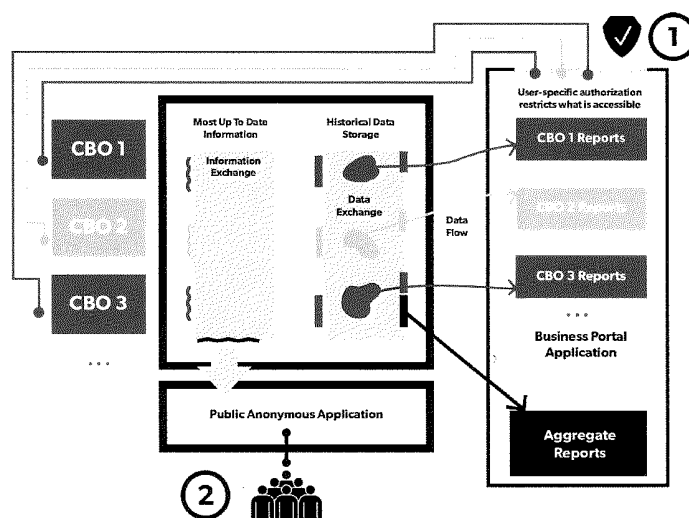 1
User-specific authorization
restricts what is accessible
Most Up To Date
Information
Historical Data
Storage
CBO 1
Information
Exchange
CBO 1 Reports
CBO 2
Data
Exchange
Data
Flow
CBO 2 Reports
CBO 3
CBO 3 Reports
...
...
Business Portal
Application
Public Anonymous Application
Aggregate
Reports
2